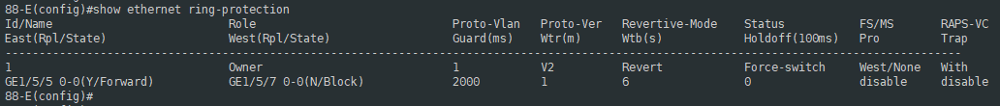 88-E(config)#show ethernet ring-protection
Id/Name Role Proto-Vlan Proto-Ver Revertive-Mode Status FS/MS RAPS-VC
East(Rpl/State) West(Rpl/State) Guard(ms) Wtr(m) Wtb(s) Holdoff(100ms) Pro Trap
--------------------------------------------------------------------------------------------------------------------------------------------
1 Owner 1 V2 Revert Force-switch West/None With
GE1/5/5 0-0(Y/Forward) GE1/5/7 0-0(N/Block) 2000 1 6 0 disable disable
88-E(config)#